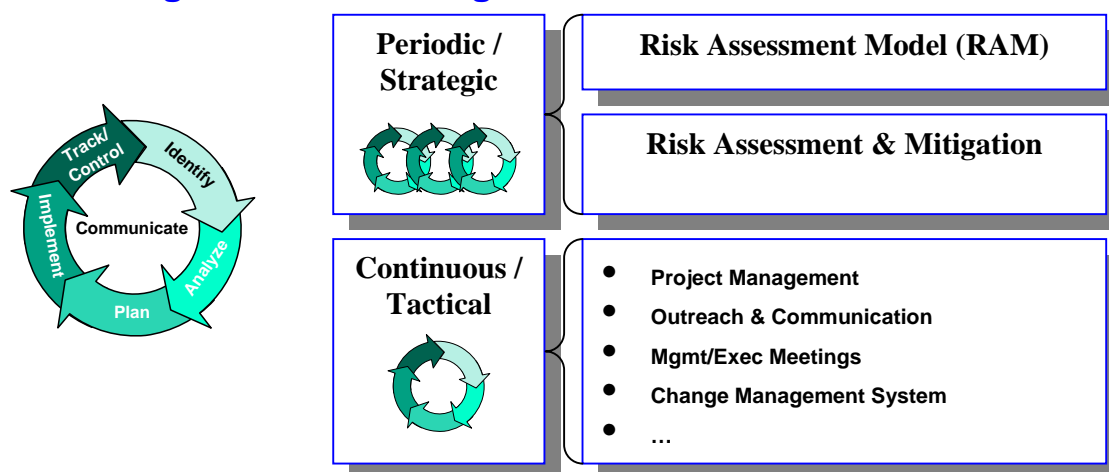 Track/
Control
Identify
Analyze
Plan
Implement
Communicate
Periodic /
Strategic
Risk Assessment Model (RAM)
Risk Assessment & Mitigation
Continuous /
Tactical
• Project Management
• Outreach & Communication
• Mgmt/Exec Meetings
• Change Management System
• …